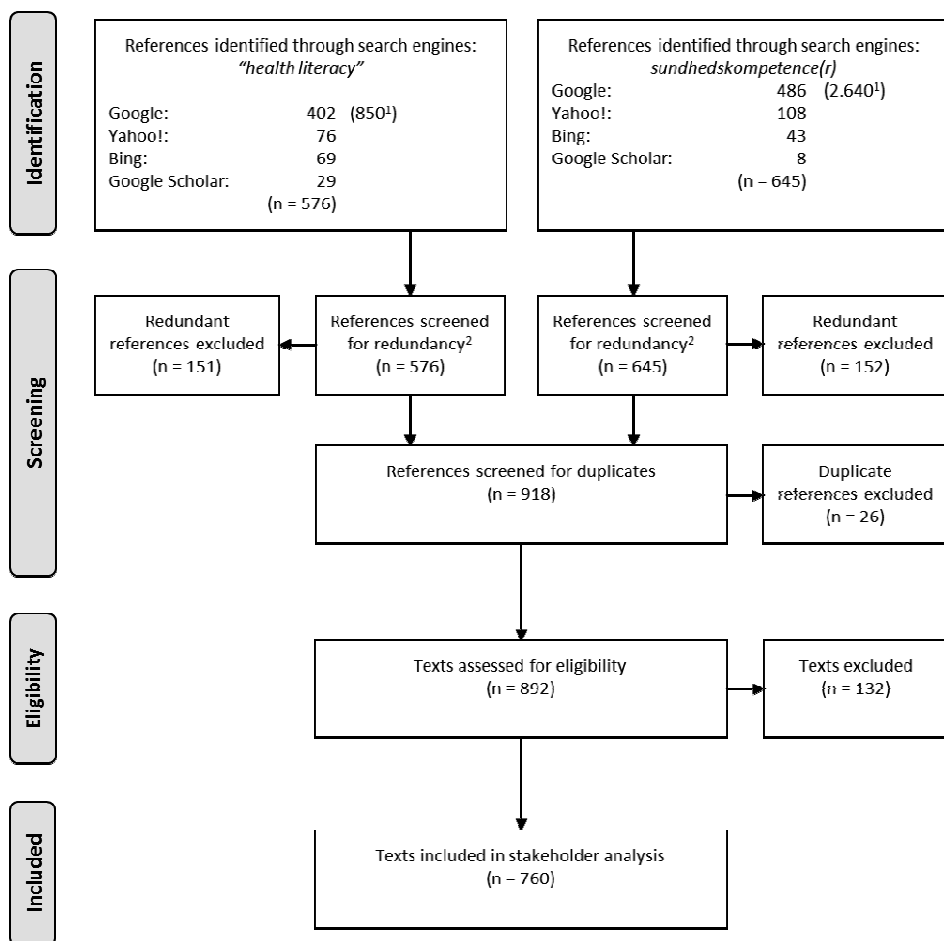 Identification
References identified through search engines:
“health literacy”
Google: 402 (850¹)
Yahoo!: 76
Bing: 69
Google Scholar: 29
(n = 576)
References identified through search engines:
sundhedskompetence(r)
Google: 486 (2.640¹)
Yahoo!: 108
Bing: 43
Google Scholar: 8
(n – 645)
Screening
Redundant
references excluded
(n = 151)
References screened
for redundancy²
(n = 576)
References screened
for redundancy²
(n = 645)
Redundant
references excluded
(n = 152)
References screened for duplicates
(n = 918)
Duplicate
references excluded
(n – 26)
Eligibility
Texts assessed for eligibility
(n = 892)
Texts excluded
(n = 132)
Included
Texts included in stakeholder analysis
(n – 760)